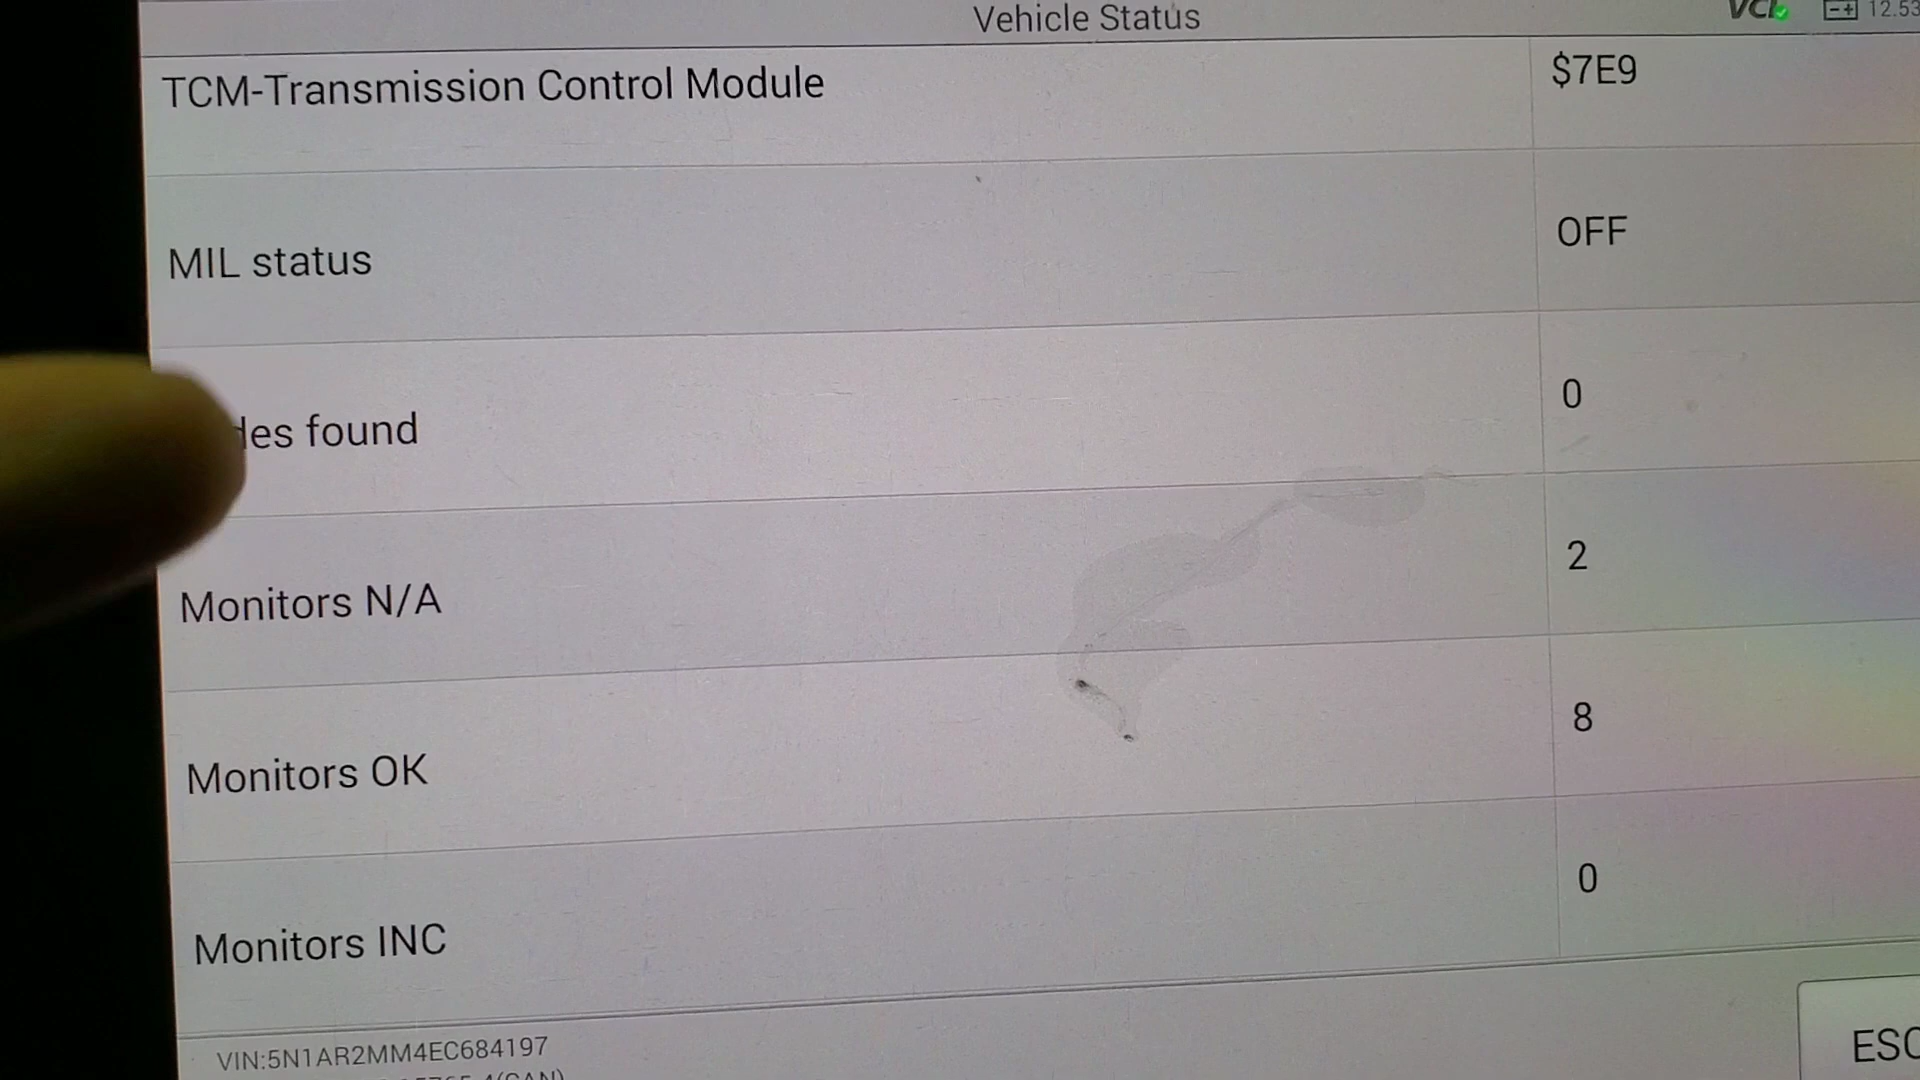 Vehicle Status
VCI
12.53
TCM-Transmission Control Module
$7E9
MIL status
OFF
des found
0
Monitors N/A
2
Monitors OK
8
Monitors INC
0
VIN:5N1AR2MM4EC684197
ESC